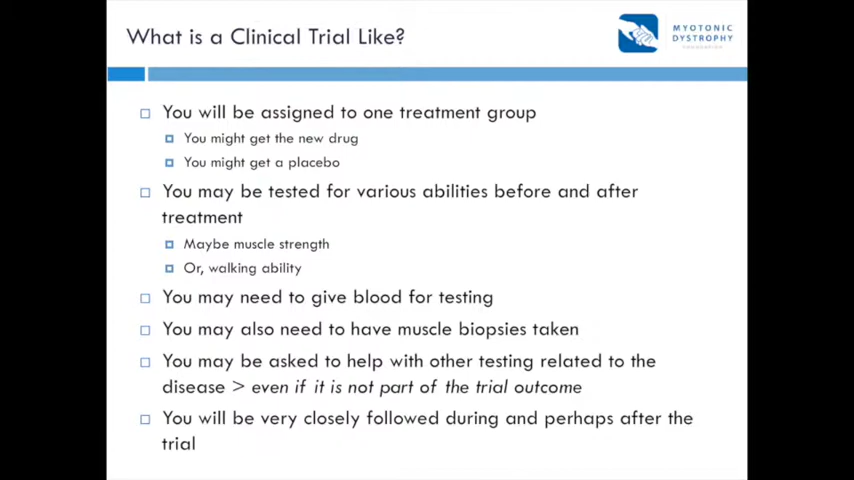 What is a Clinical Trial Like?
MYOTONIC
DYSTROPHY
FOUNDATION
You will be assigned to one treatment group
You might get the new drug
You might get a placebo
You may be tested for various abilities before and after
treatment
Maybe muscle strength
Or, walking ability
You may need to give blood for testing
You may also need to have muscle biopsies taken
You may be asked to help with other testing related to the
disease > even if it is not part of the trial outcome
You will be very closely followed during and perhaps after the
trial